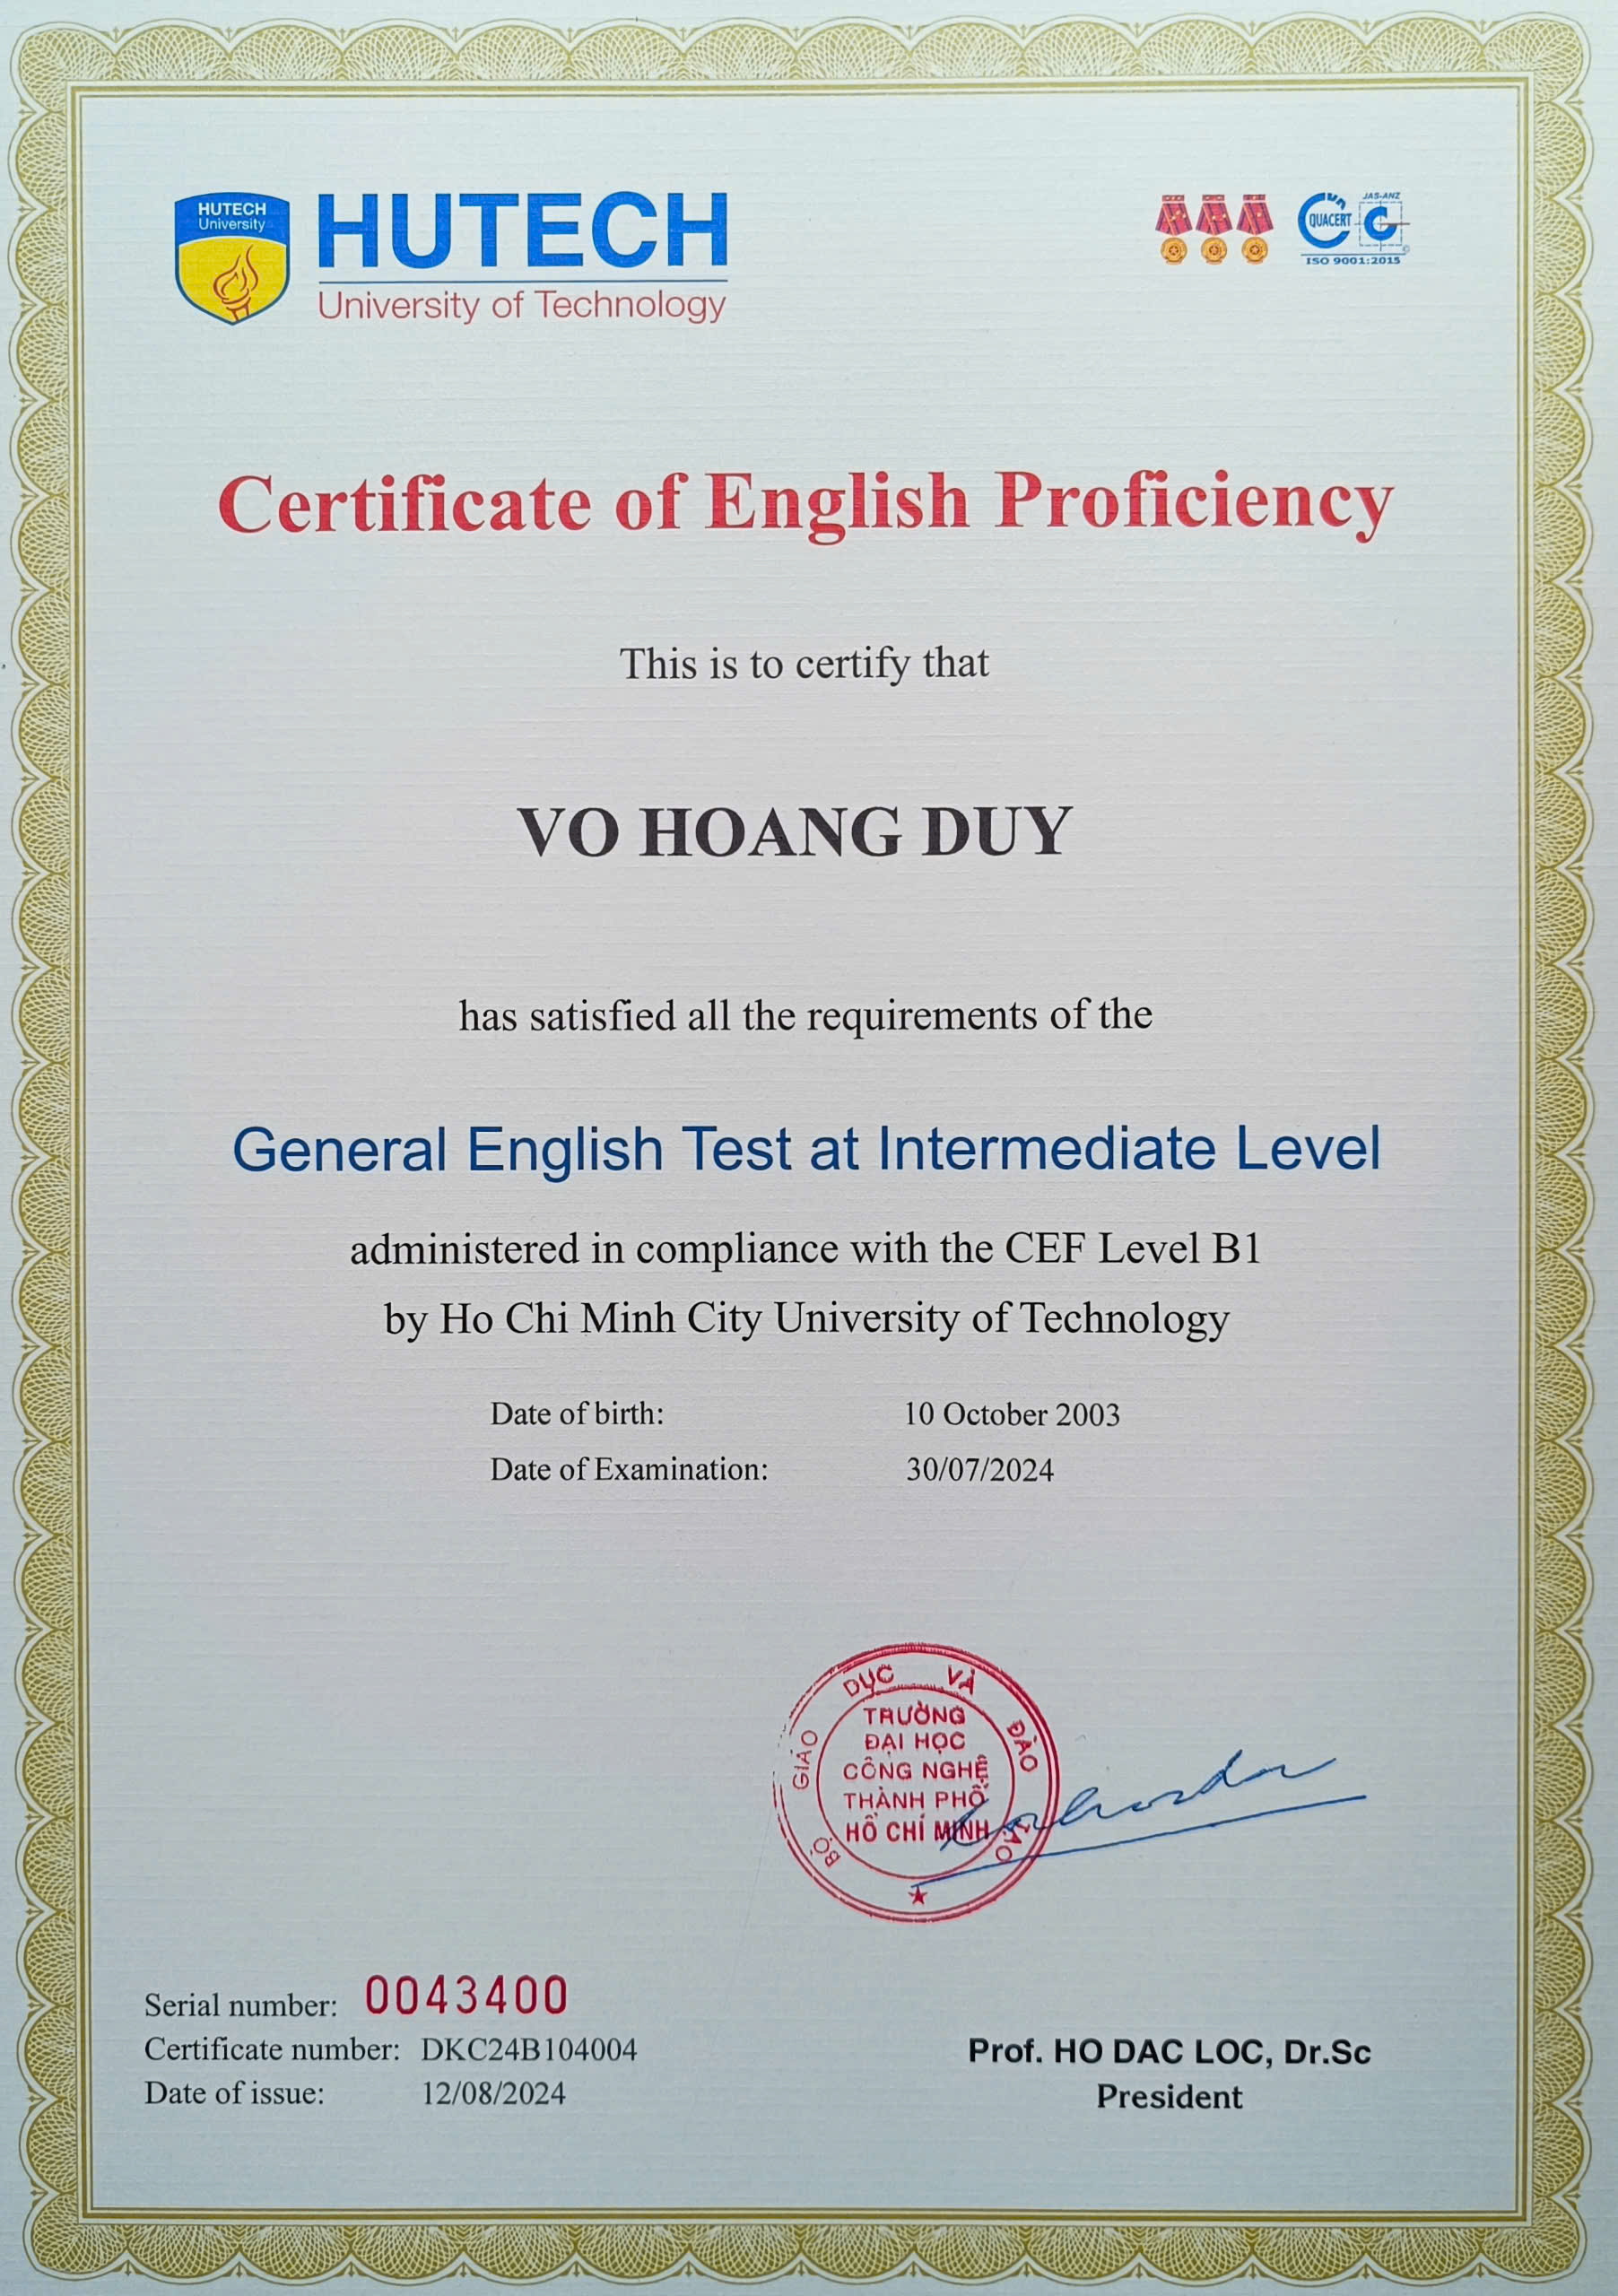 HUTECH
University
HUTECH
University of Technology
JAS-ANZ
QUACERT
ISO 9001:2015
Certificate of English Proficiency
This is to certify that
VO HOANG DUY
has satisfied all the requirements of the
General English Test at Intermediate Level
administered in compliance with the CEF Level B1
by Ho Chi Minh City University of Technology
Date of birth: 10 October 2003
Date of Examination: 30/07/2024
BỘ GIÁO DỤC VÀ ĐÀO TẠO
TRƯỜNG
ĐẠI HỌC
CÔNG NGHỆ
THÀNH PHỐ
HỒ CHÍ MINH
Serial number: 0043400
Certificate number: DKC24B104004
Date of issue: 12/08/2024
Prof. HO DAC LOC, Dr.Sc
President